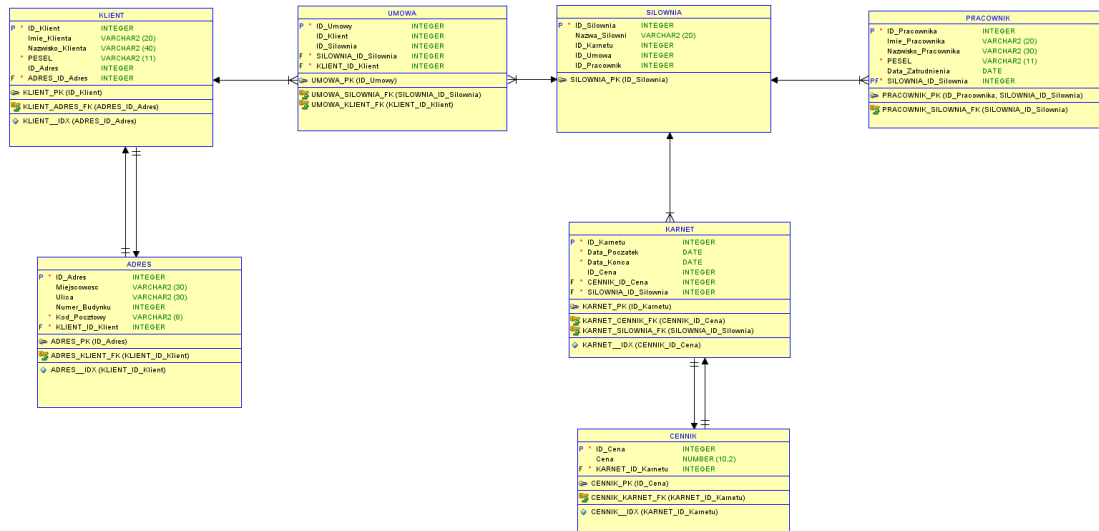 KLIENT
P * ID_Klient INTEGER
Imie_Klienta VARCHAR2 (20)
Nazwisko_Klienta VARCHAR2 (40)
* PESEL VARCHAR2 (11)
ID_Adres INTEGER
F * ADRES_ID_Adres INTEGER
KLIENT_PK (ID_Klient)
KLIENT_ADRES_FK (ADRES_ID_Adres)
KLIENT__IDX (ADRES_ID_Adres)
UMOWA
P * ID_Umowy INTEGER
ID_Klient INTEGER
ID_Silownia INTEGER
F * SILOWNIA_ID_Silownia INTEGER
F * KLIENT_ID_Klient INTEGER
UMOWA_PK (ID_Umowy)
UMOWA_SILOWNIA_FK (SILOWNIA_ID_Silownia)
UMOWA_KLIENT_FK (KLIENT_ID_Klient)
SILOWNIA
P * ID_Silownia INTEGER
Nazwa_Silowni VARCHAR2 (20)
ID_Karnetu INTEGER
ID_Umowa INTEGER
ID_Pracownik INTEGER
SILOWNIA_PK (ID_Silownia)
PRACOWNIK
P * ID_Pracownika INTEGER
Imie_Pracownika VARCHAR2 (20)
Nazwisko_Pracownika VARCHAR2 (30)
* PESEL VARCHAR2 (11)
Data_Zatrudnienia DATE
PF* SILOWNIA_ID_Silownia INTEGER
PRACOWNIK_PK (ID_Pracownika, SILOWNIA_ID_Silownia)
PRACOWNIK_SILOWNIA_FK (SILOWNIA_ID_Silownia)
ADRES
P * ID_Adres INTEGER
Miejscowosc VARCHAR2 (30)
Ulica VARCHAR2 (30)
Numer_Budynku INTEGER
* Kod_Pocztowy VARCHAR2 (8)
F * KLIENT_ID_Klient INTEGER
ADRES_PK (ID_Adres)
ADRES_KLIENT_FK (KLIENT_ID_Klient)
ADRES__IDX (KLIENT_ID_Klient)
KARNET
P * ID_Karnetu INTEGER
* Data_Poczatek DATE
* Data_Konca DATE
ID_Cena INTEGER
F * CENNIK_ID_Cena INTEGER
F * SILOWNIA_ID_Silownia INTEGER
KARNET_PK (ID_Karnetu)
KARNET_CENNIK_FK (CENNIK_ID_Cena)
KARNET_SILOWNIA_FK (SILOWNIA_ID_Silownia)
KARNET__IDX (CENNIK_ID_Cena)
CENNIK
P * ID_Cena INTEGER
Cena NUMBER (10,2)
F * KARNET_ID_Karnetu INTEGER
CENNIK_PK (ID_Cena)
CENNIK_KARNET_FK (KARNET_ID_Karnetu)
CENNIK__IDX (KARNET_ID_Karnetu)